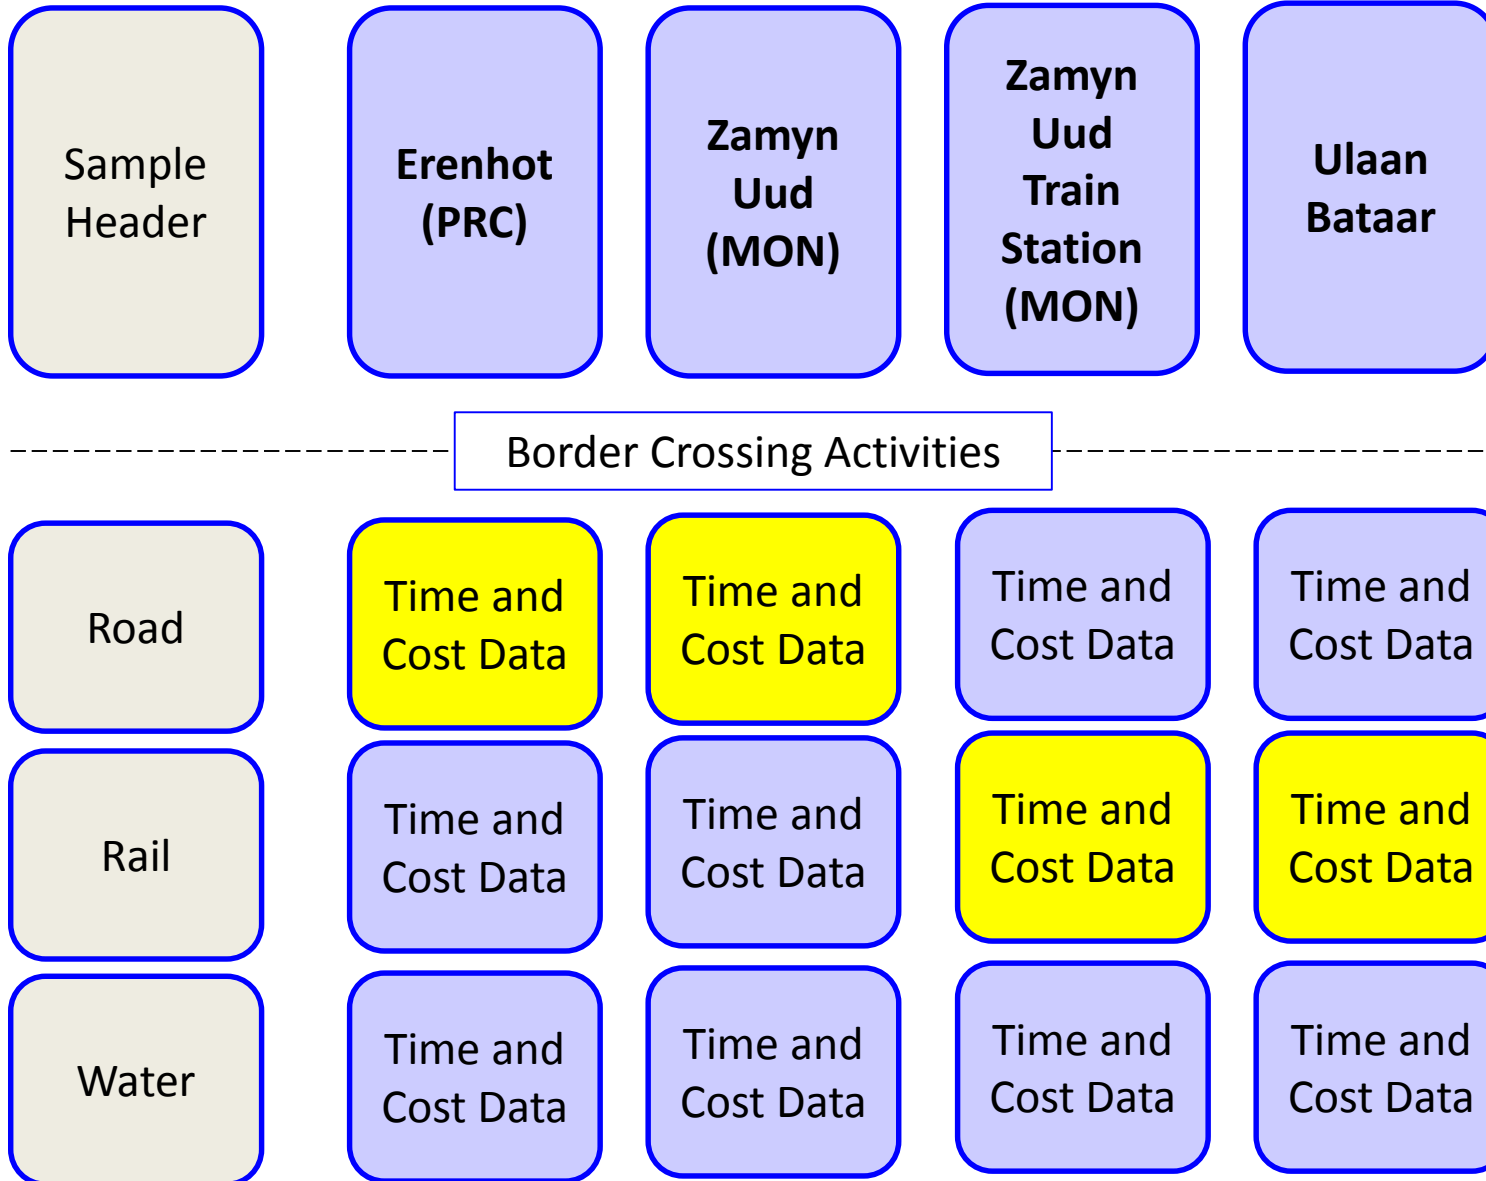 Sample
Header
Erenhot
(PRC)
Zamyn
Uud
(MON)
Zamyn
Uud
Train
Station
(MON)
Ulaan
Bataar
Border Crossing Activities
Road
Time and
Cost Data
Time and
Cost Data
Time and
Cost Data
Time and
Cost Data
Rail
Time and
Cost Data
Time and
Cost Data
Time and
Cost Data
Time and
Cost Data
Water
Time and
Cost Data
Time and
Cost Data
Time and
Cost Data
Time and
Cost Data